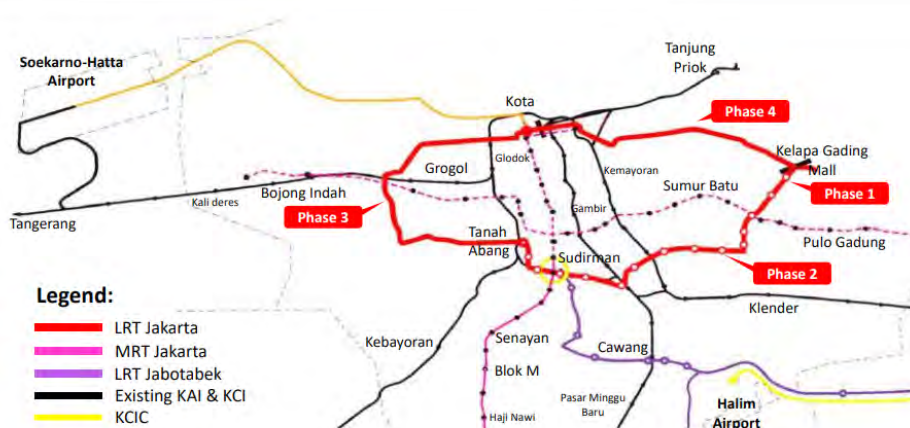 Soekarno-Hatta
Airport
Tanjung
Priok
Kota
Phase 4
Kelapa Gading
Mall
Glodok
Grogol
Kemayoran
Phase 1
Sumur Batu
Bojong Indah
Kali deres
Phase 3
Gambir
Tangerang
Tanah
Abang
Sudirman
Pulo Gadung
Phase 2
Legend:
LRT Jakarta
MRT Jakarta
LRT Jabotabek
Existing KAI & KCI
KCIC
Klender
Kebayoran
Senayan
Cawang
Blok M
Haji Nawi
Pasar Minggu
Baru
Halim
Airport